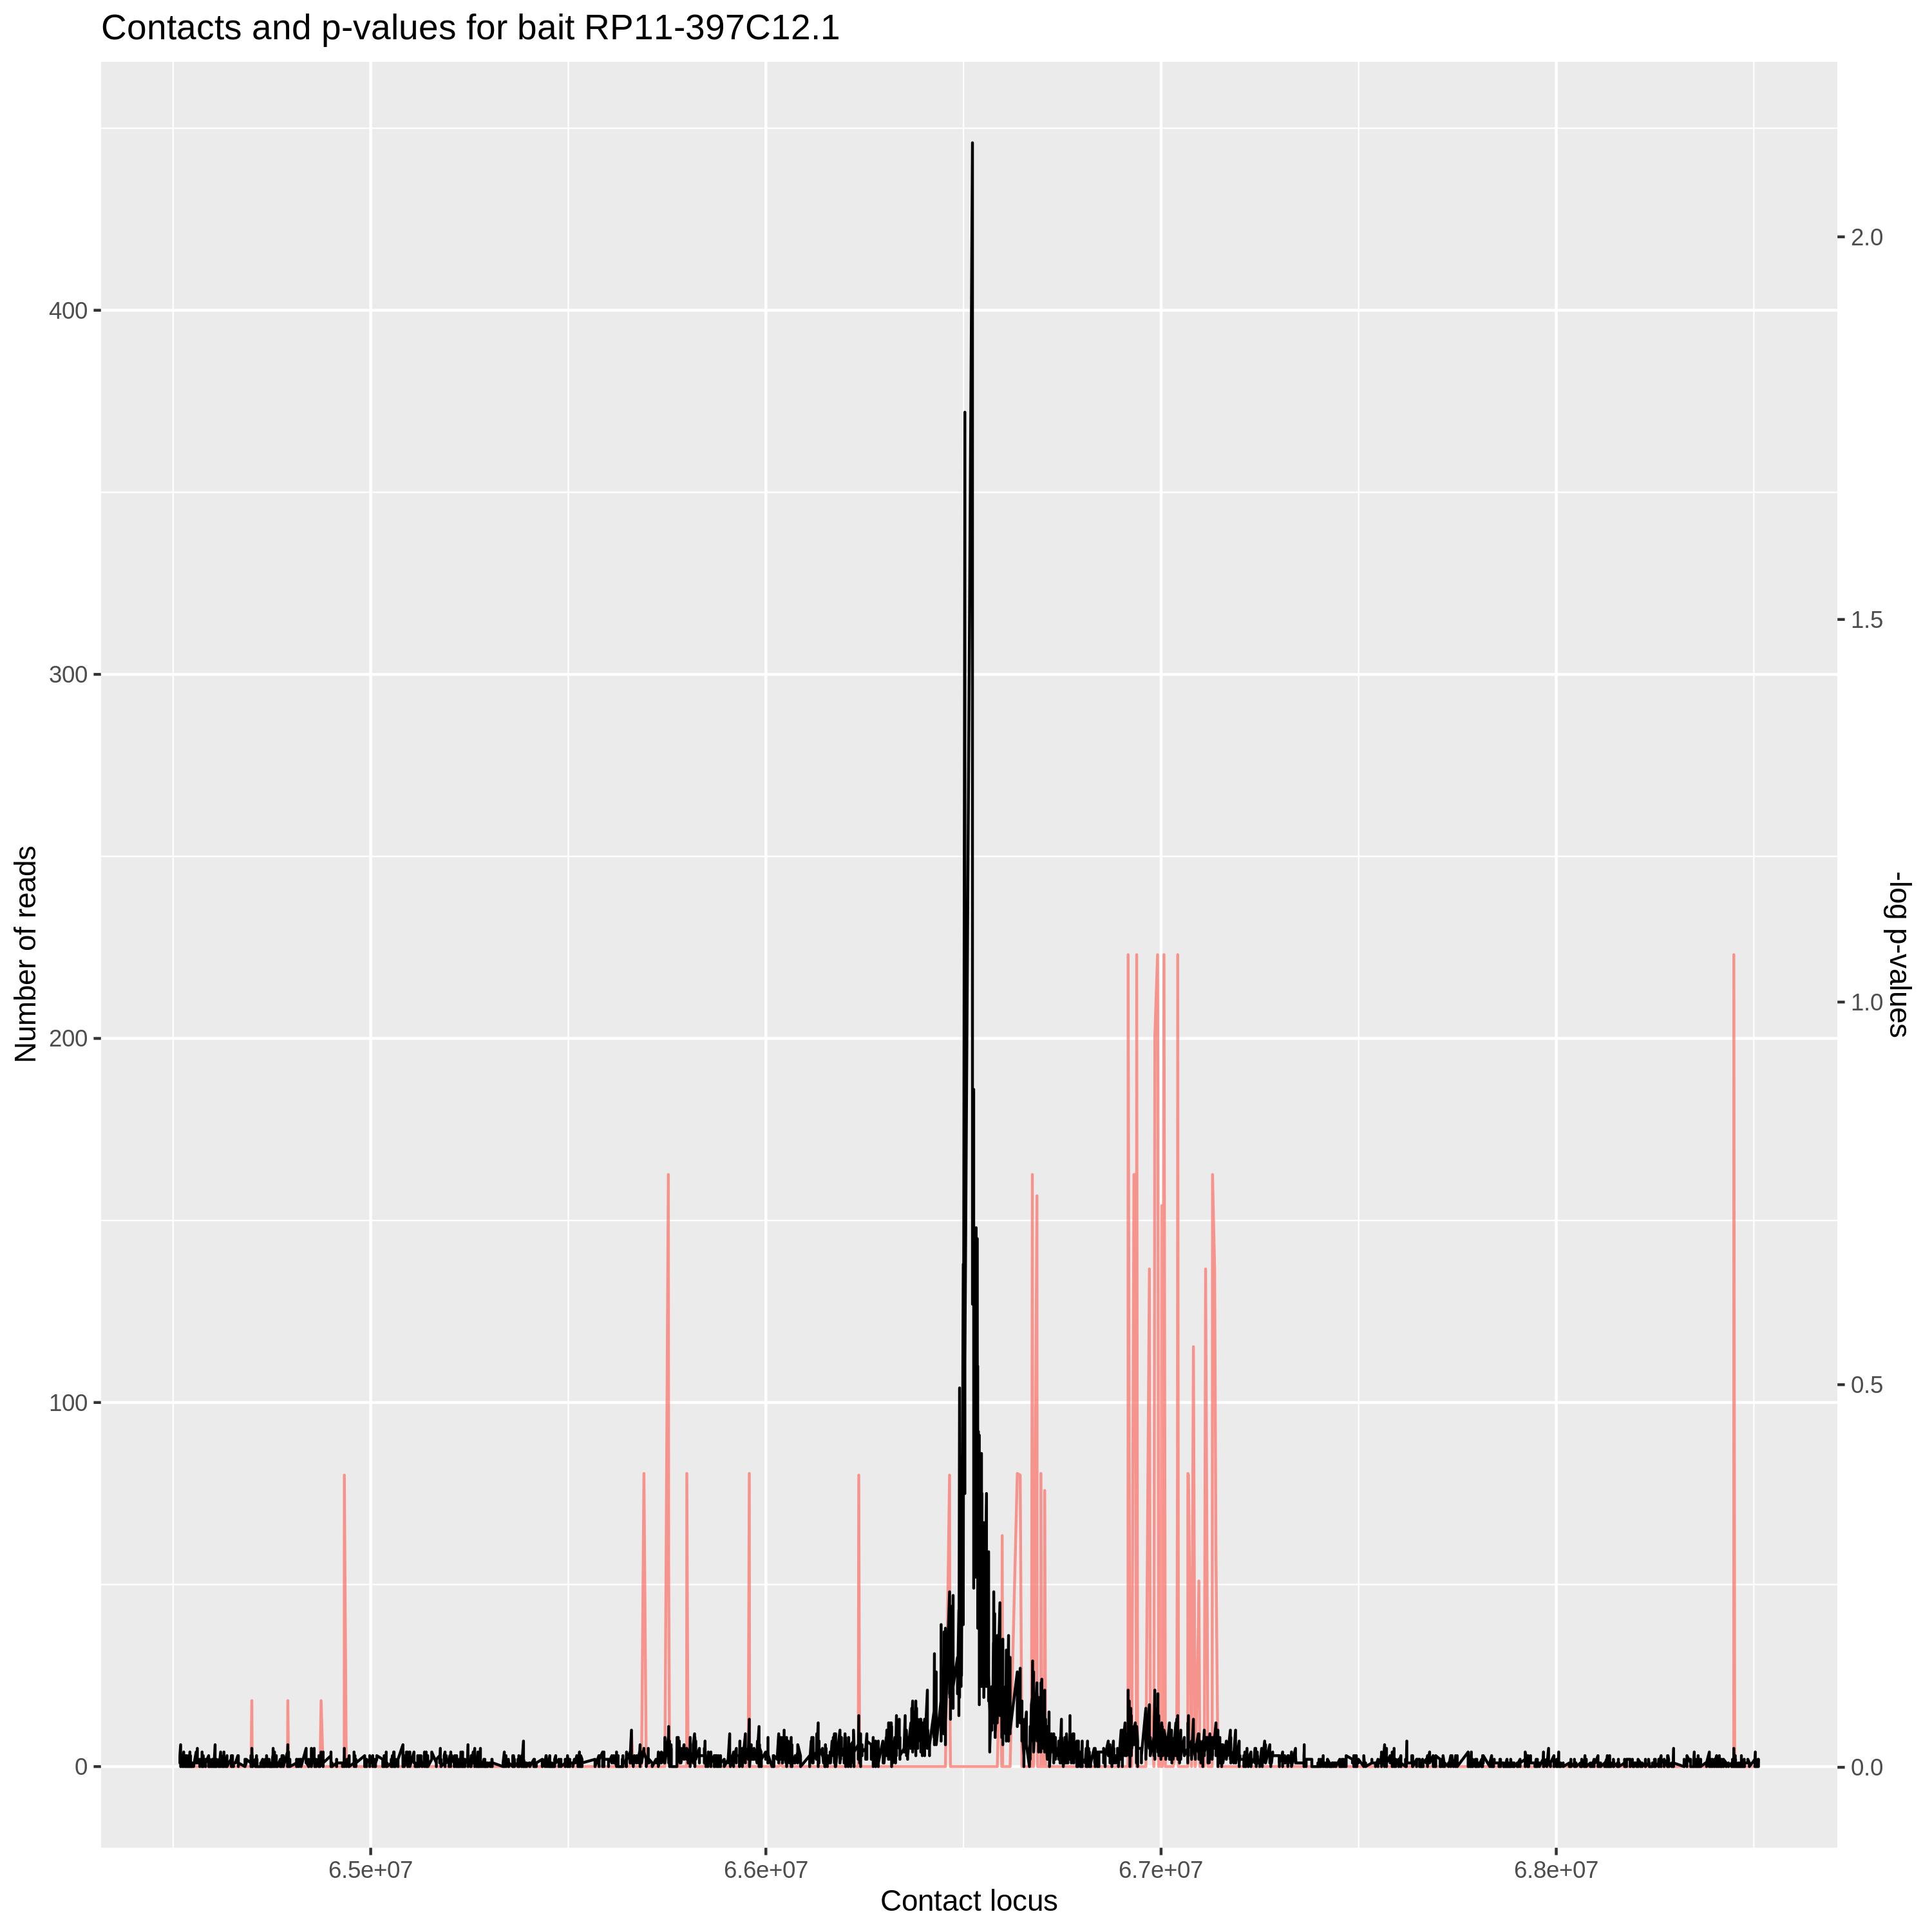 Contacts and p-values for bait RP11-397C12.1
Number of reads
400
300
200
100
0
2.0
1.5
1.0
0.5
0.0
-log p-values
6.5e+07
6.6e+07
6.7e+07
6.8e+07
Contact locus